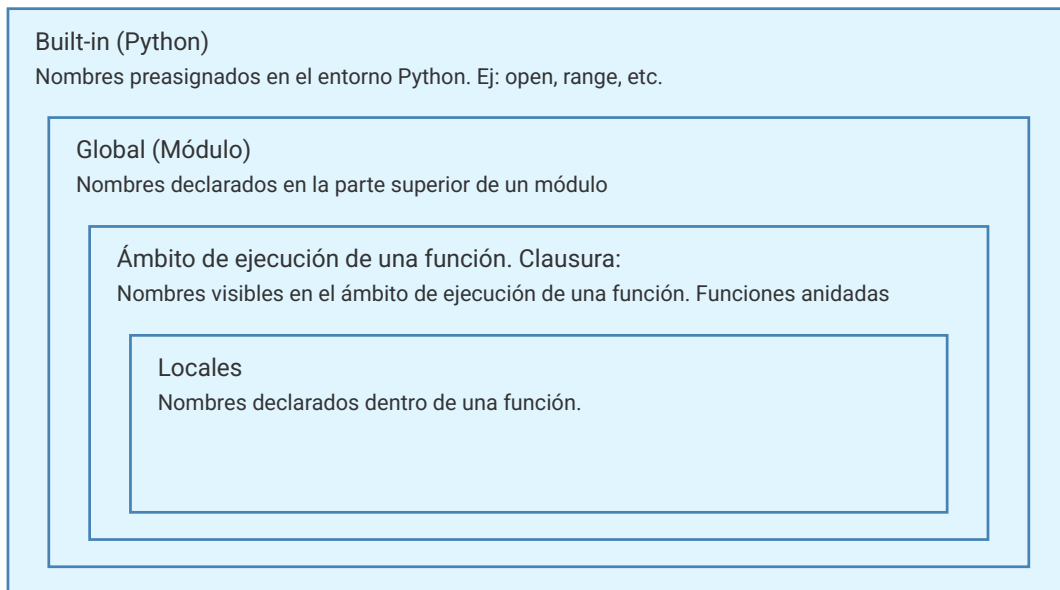 Built-in (Python)
Nombres preasignados en el entorno Python. Ej: open, range, etc.
Global (Módulo)
Nombres declarados en la parte superior de un módulo
Ámbito de ejecución de una función. Clausura:
Nombres visibles en el ámbito de ejecución de una función. Funciones anidadas
Locales
Nombres declarados dentro de una función.